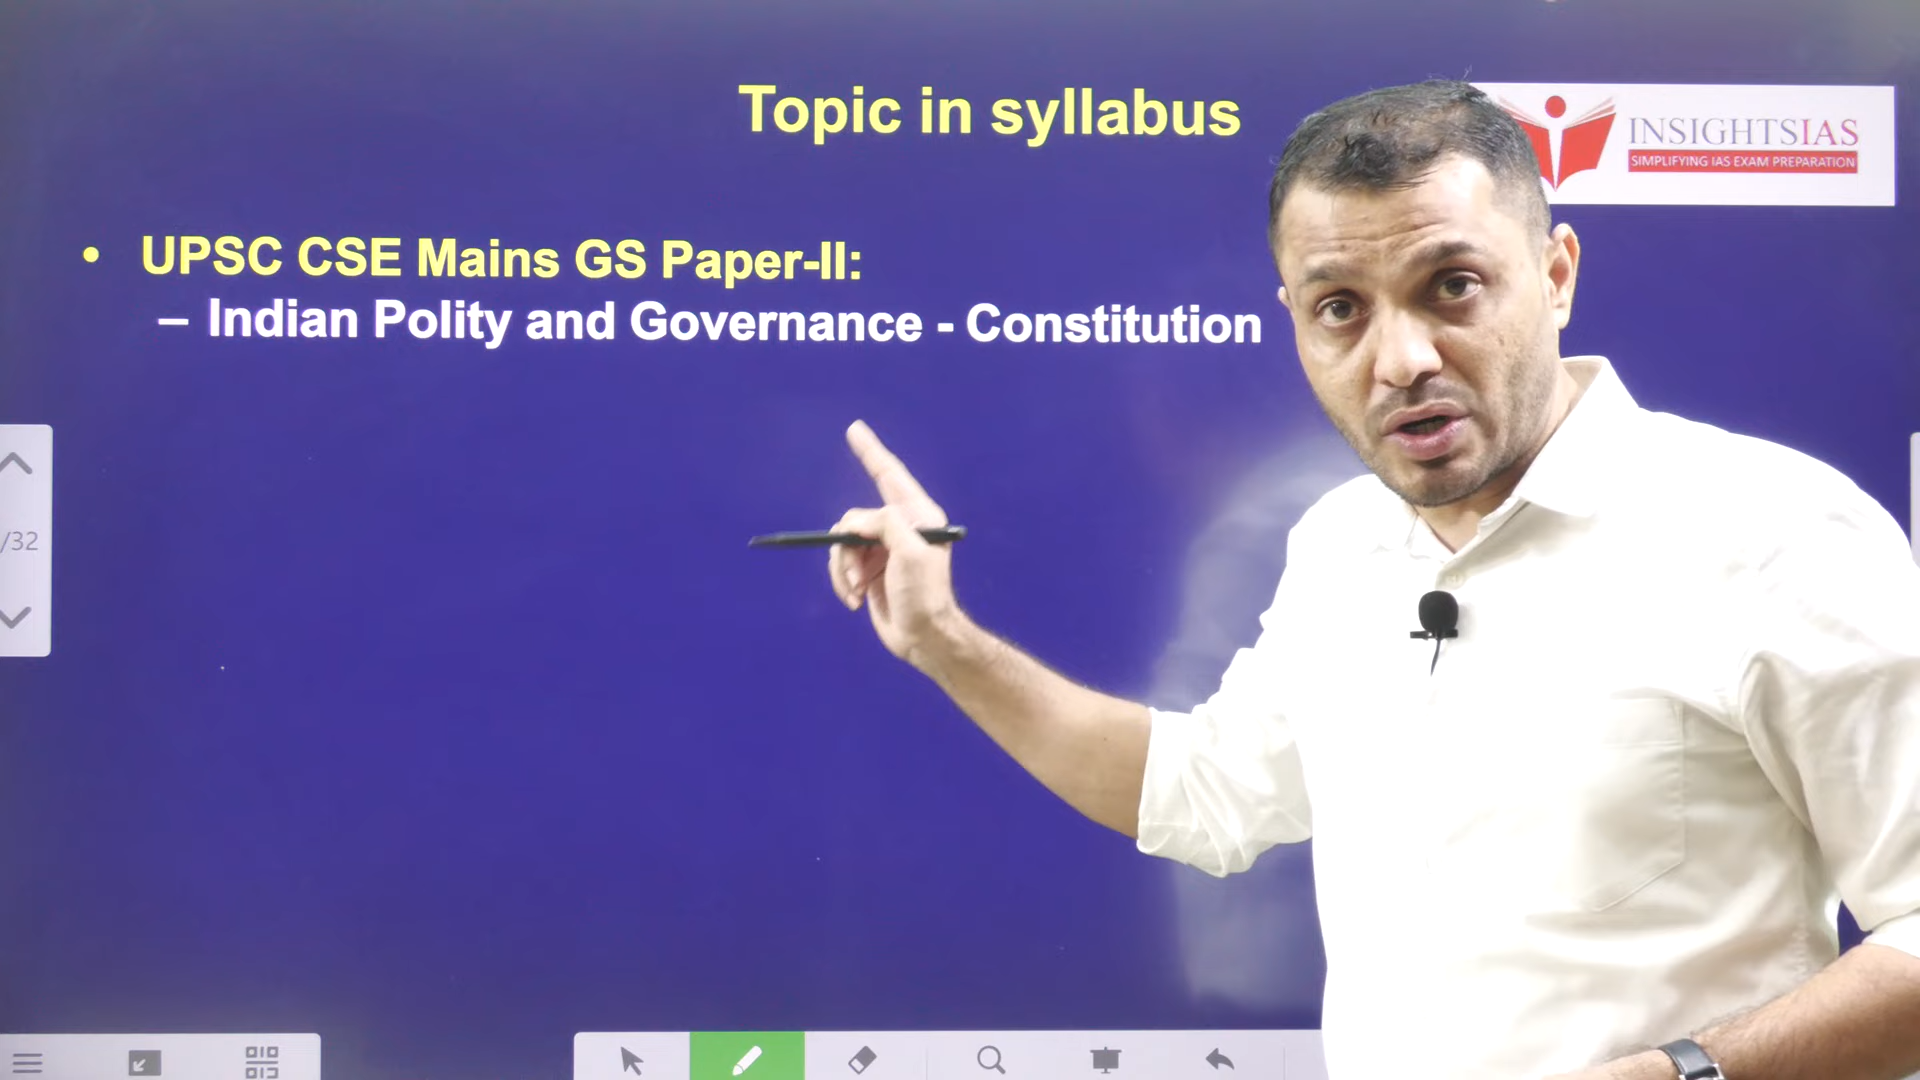 Topic in syllabus
INSIGHTSIAS
SIMPLIFYING IAS EXAM PREPARATION
• UPSC CSE Mains GS Paper-II:
– Indian Polity and Governance - Constitution
/32